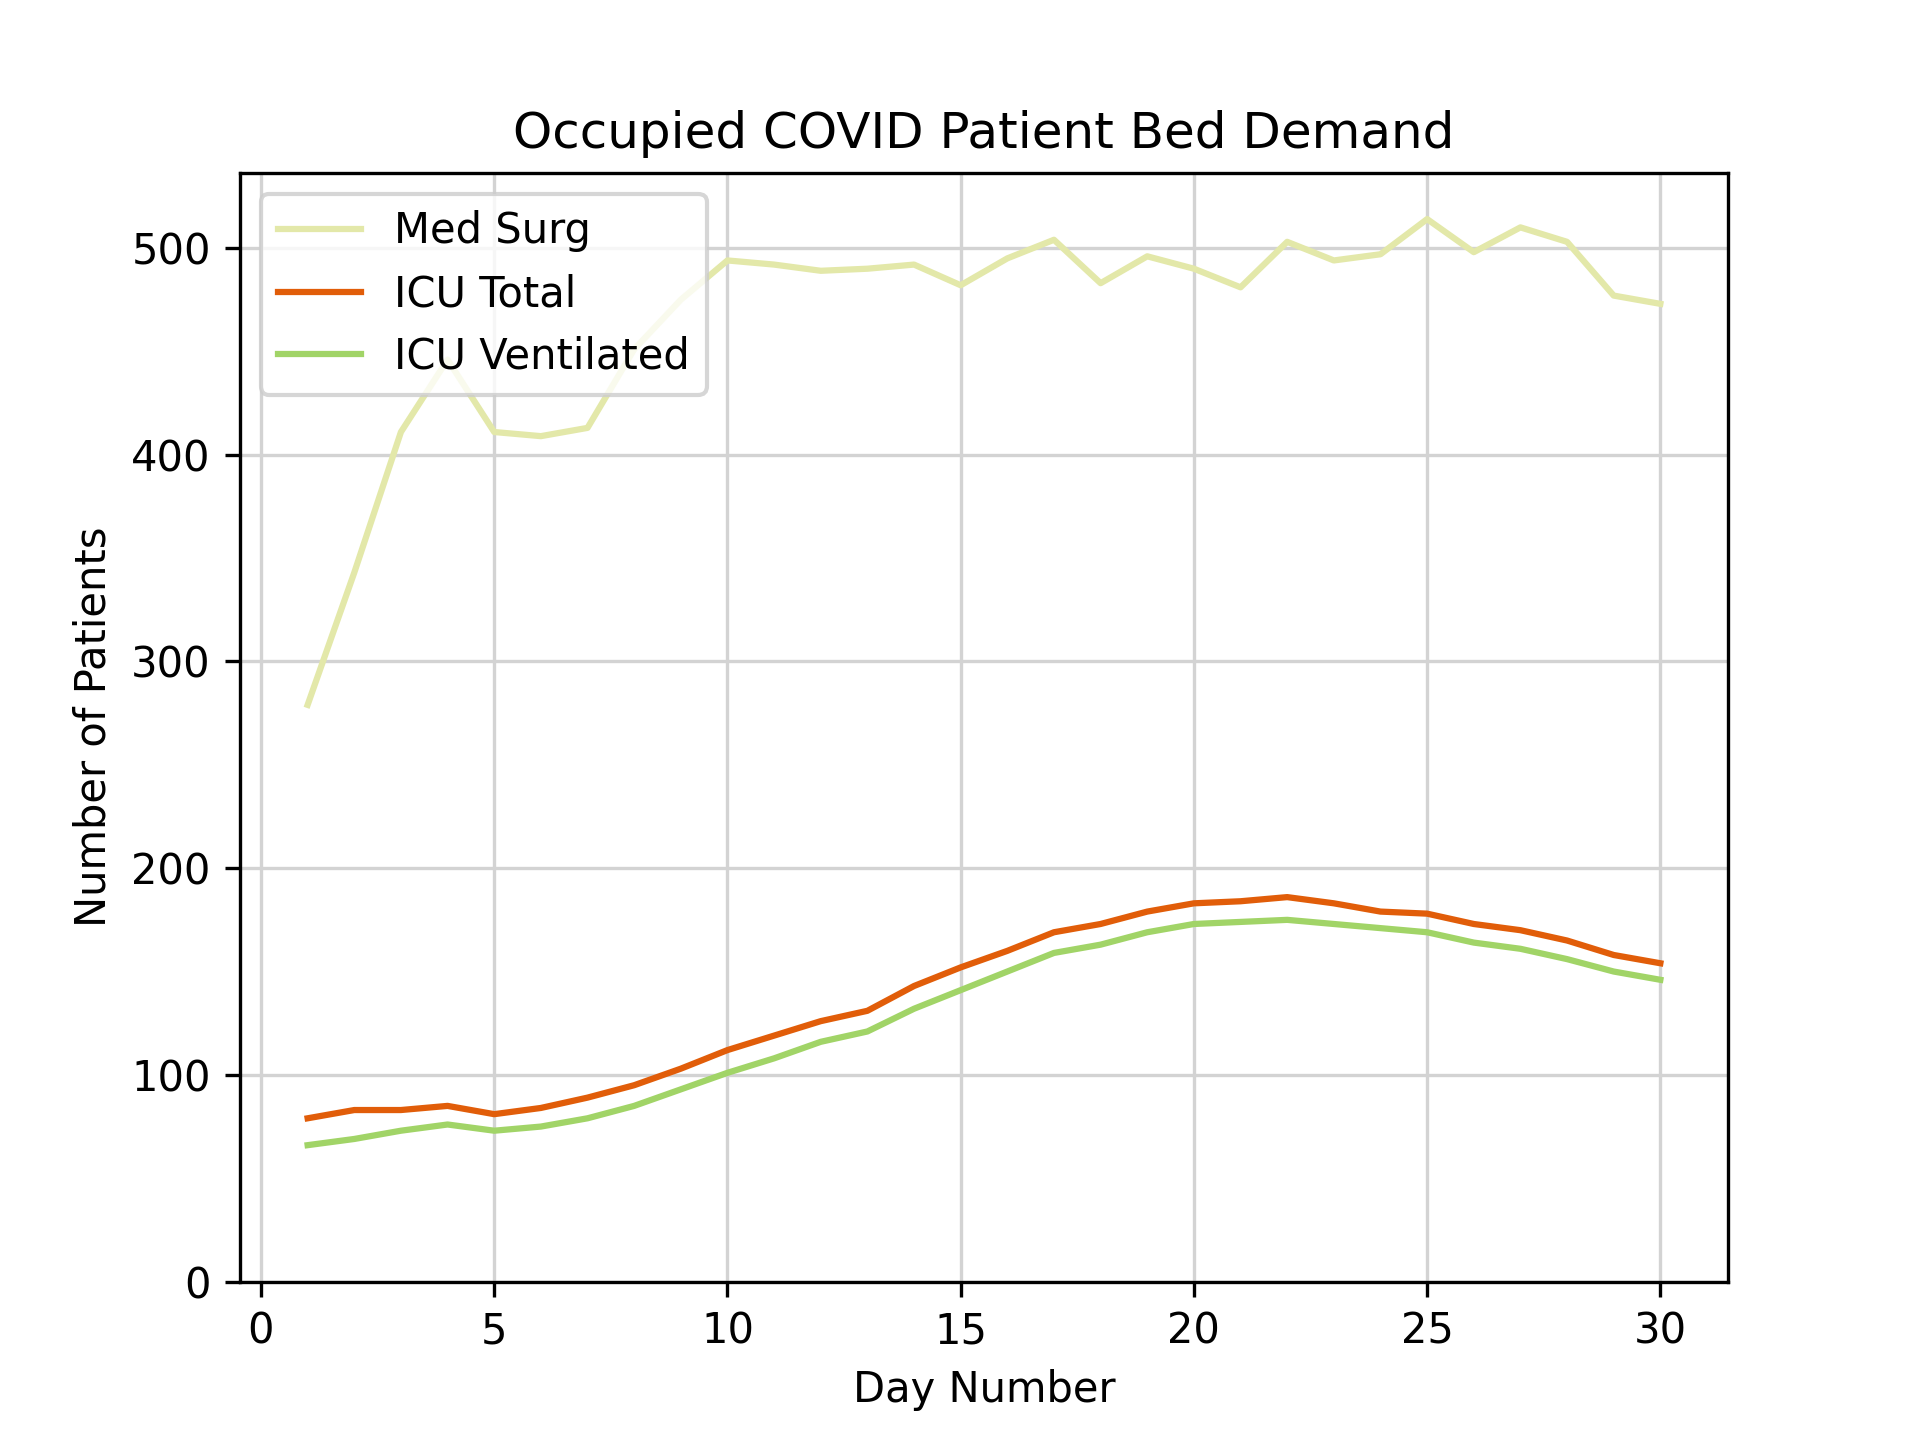 Occupied COVID Patient Bed Demand
Med Surg
ICU Total
ICU Ventilated
500
400
300
200
100
0
Number of Patients
0 5 10 15 20 25 30
Day Number